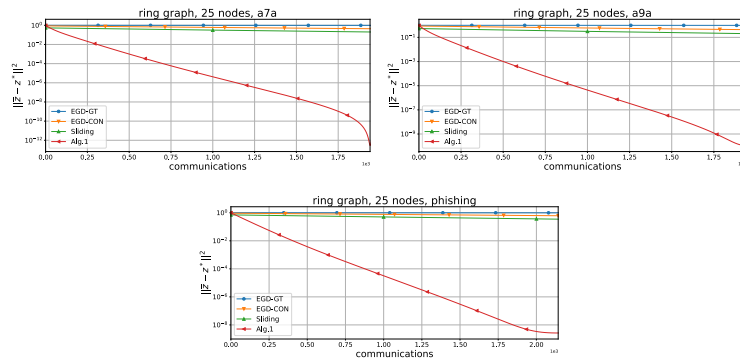 ring graph, 25 nodes, a7a
10^0
10^-2
10^-4
10^-6
10^-8
10^-10
10^-12
||z̅ − z*||^2
EGD-GT
EGD-CON
Sliding
Alg.1
0.00 0.25 0.50 0.75 1.00 1.25 1.50 1.75
1e3
communications
ring graph, 25 nodes, a9a
10^0
10^-2
10^-4
10^-6
10^-8
||z̅ − z*||^2
EGD-GT
EGD-CON
Sliding
Alg.1
0.00 0.25 0.50 0.75 1.00 1.25 1.50 1.75
1e3
communications
ring graph, 25 nodes, phishing
10^0
10^-2
10^-4
10^-6
10^-8
||z̅ − z*||^2
EGD-GT
EGD-CON
Sliding
Alg.1
0.00 0.25 0.50 0.75 1.00 1.25 1.50 1.75 2.00
1e3
communications